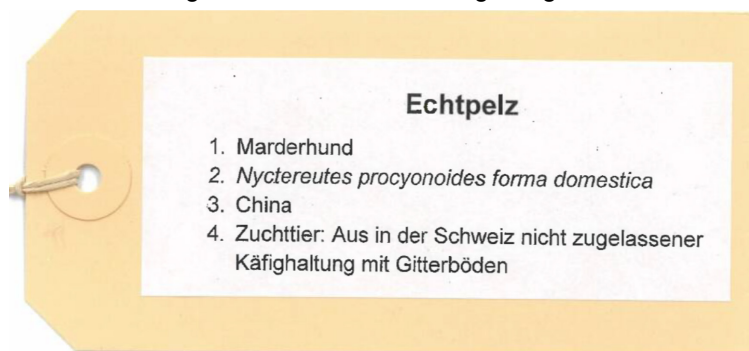 Echtpelz
1. Marderhund
2. Nyctereutes procyonoides forma domestica
3. China
4. Zuchttier: Aus in der Schweiz nicht zugelassener
Käfighaltung mit Gitterböden